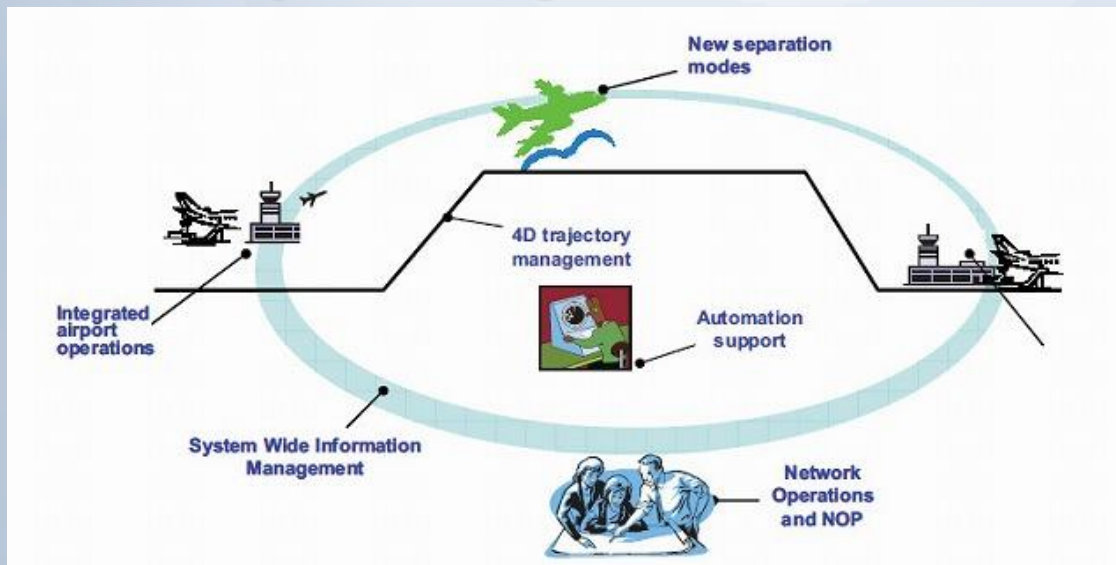 New separation
modes
4D trajectory
management
Integrated
airport
operations
Automation
support
System Wide Information
Management
Network
Operations
and NOP